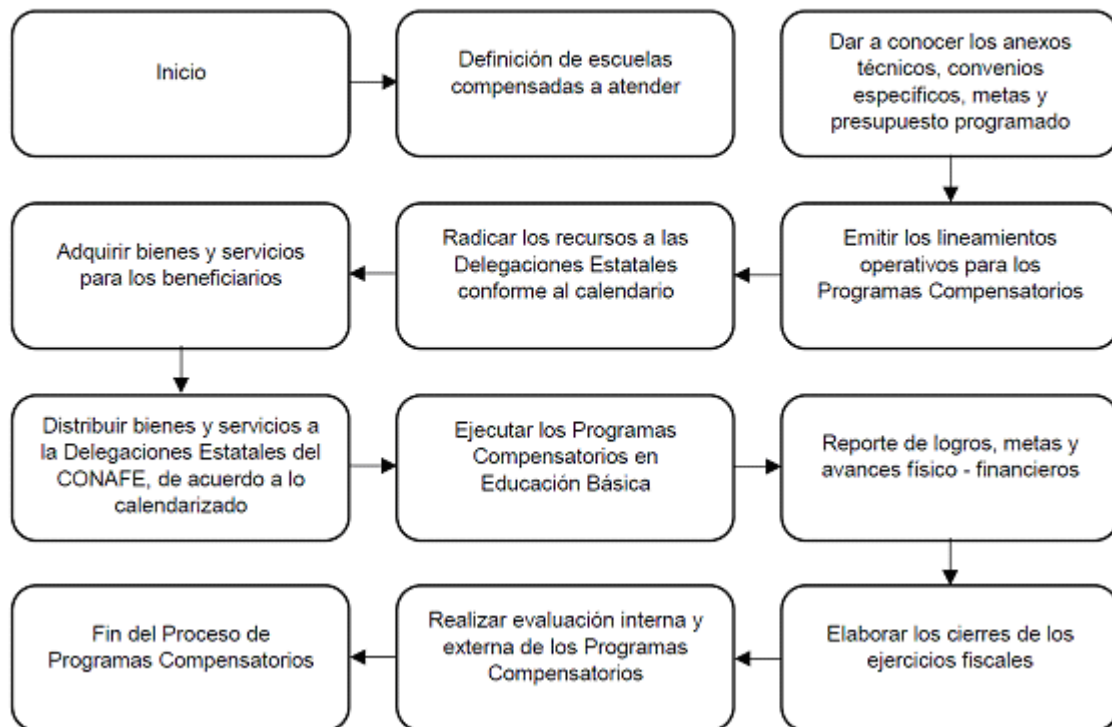 Inicio
Definición de escuelas
compensadas a atender
Dar a conocer los anexos
técnicos, convenios
específicos, metas y
presupuesto programado
Emitir los lineamientos
operativos para los
Programas Compensatorios
Radicar los recursos a las
Delegaciones Estatales
conforme al calendario
Adquirir bienes y servicios
para los beneficiarios
Distribuir bienes y servicios a
la Delegaciones Estatales del
CONAFE, de acuerdo a lo
calendarizado
Ejecutar los Programas
Compensatorios en
Educación Básica
Reporte de logros, metas y
avances físico - financieros
Elaborar los cierres de los
ejercicios fiscales
Realizar evaluación interna y
externa de los Programas
Compensatorios
Fin del Proceso de
Programas Compensatorios